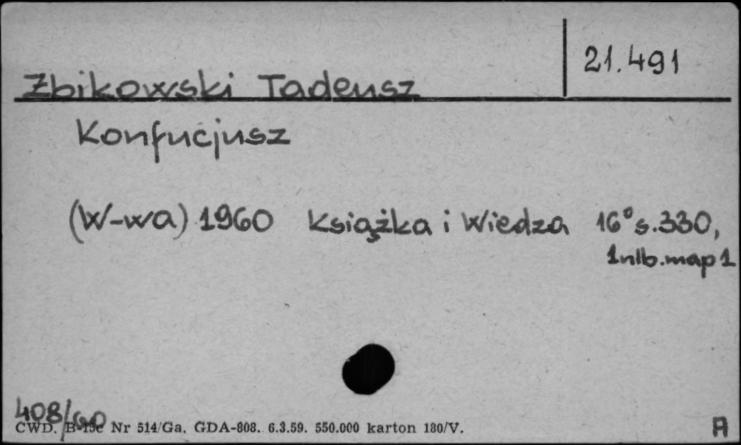 21.491
Zbikowski Tadeusz
Konfucjusz
(W-wa) 1960 Książka i Wiedza 16° s.330,
1nlb.map 1
408/60
CWD. B-15c Nr 514/Ga. GDA-808. 6.3.59. 550.000 karton 180/V.
A